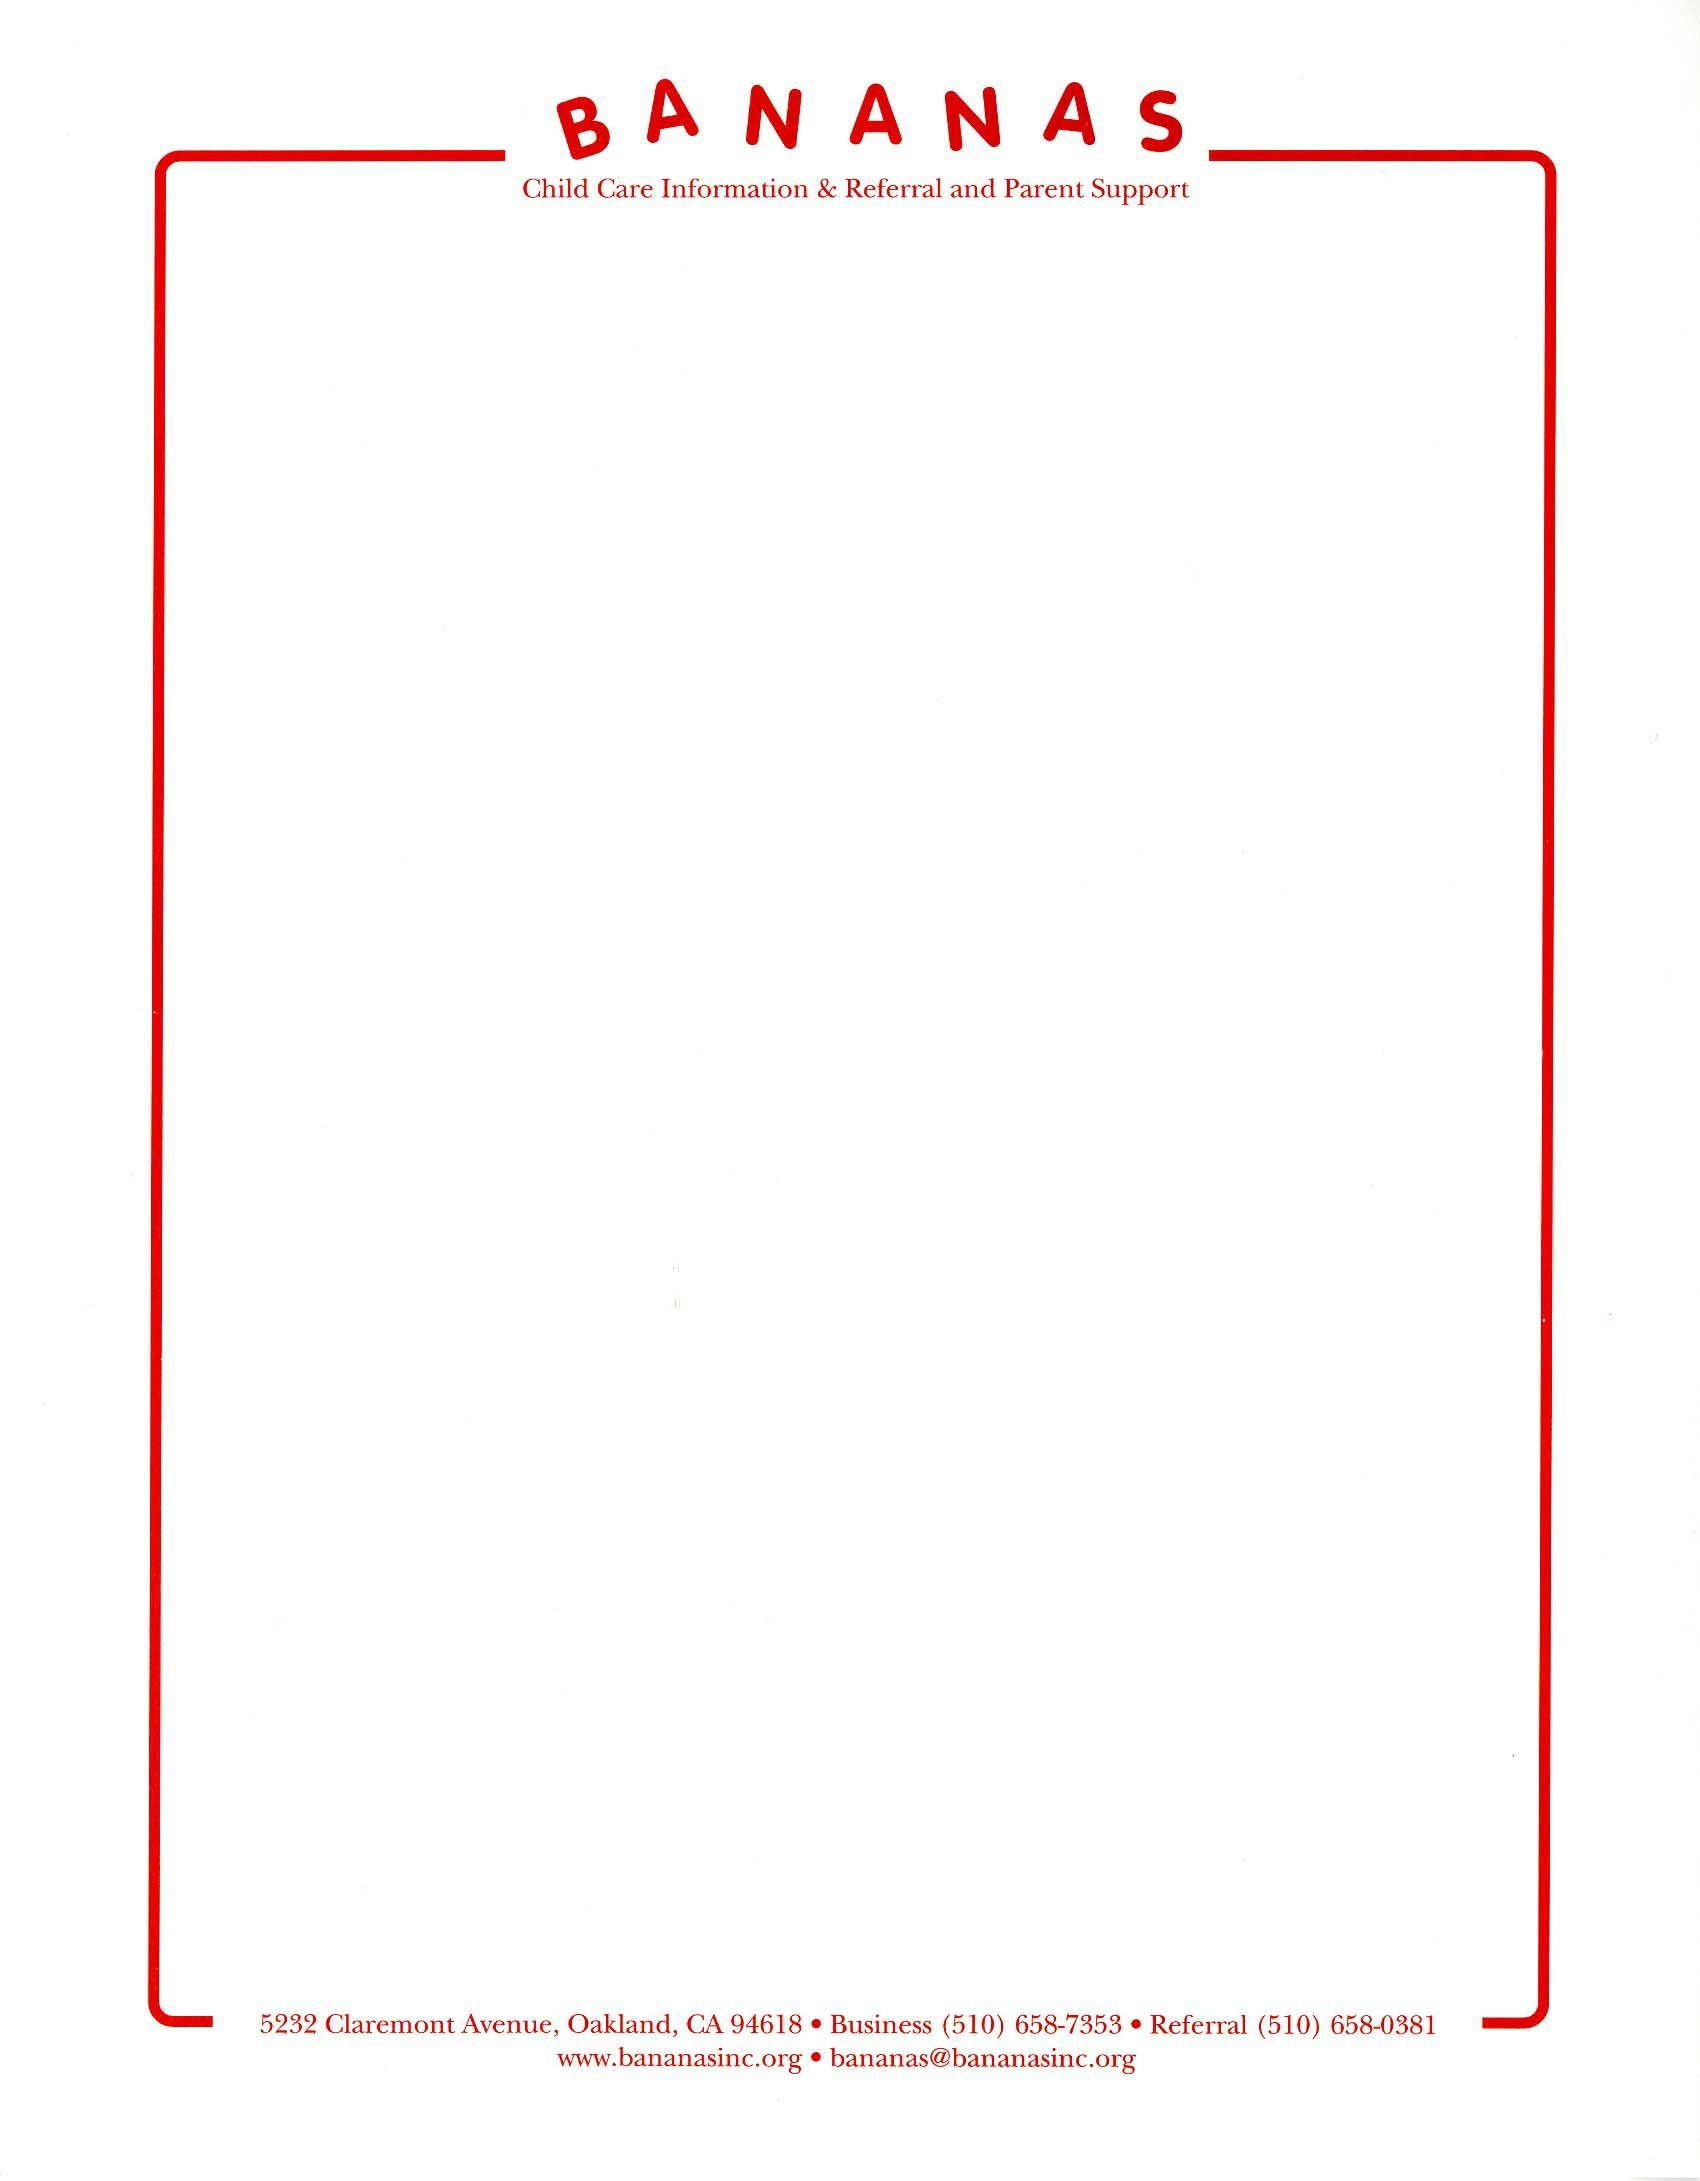 BANANAS
Child Care Information & Referral and Parent Support
5232 Claremont Avenue, Oakland, CA 94618 • Business (510) 658-7353 • Referral (510) 658-0381
www.bananasinc.org • bananas@bananasinc.org